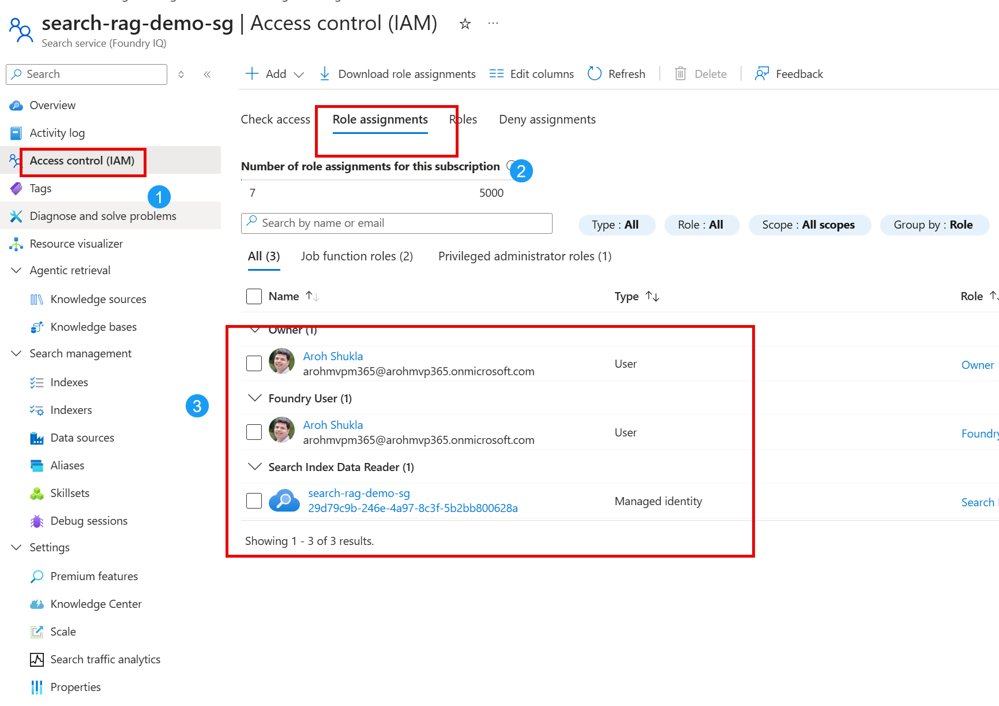 search-rag-demo-sg | Access control (IAM) ☆ ...
Search service (Foundry IQ)
Search
Overview
Activity log
Access control (IAM)
Tags
1
Diagnose and solve problems
Resource visualizer
Agentic retrieval
Knowledge sources
Knowledge bases
Search management
Indexes
Indexers
3
Data sources
Aliases
Skillsets
Debug sessions
Settings
Premium features
Knowledge Center
Scale
Search traffic analytics
Properties
Add Download role assignments Edit columns Refresh Delete Feedback
Check access Role assignments Roles Deny assignments
Number of role assignments for this subscription
2
7 5000
Search by name or email
Type : All Role : All Scope : All scopes Group by : Role
All (3) Job function roles (2) Privileged administrator roles (1)
Name ↑↓ Type ↑↓ Role ↑↓
Owner (1)
Aroh Shukla
arohmvpm365@arohmvp365.onmicrosoft.com
User
Owner
Foundry User (1)
Aroh Shukla
arohmvpm365@arohmvp365.onmicrosoft.com
User
Foundry
Search Index Data Reader (1)
search-rag-demo-sg
29d79c9b-246e-4a97-8c3f-5b2bb800628a
Managed identity
Search
Showing 1 - 3 of 3 results.